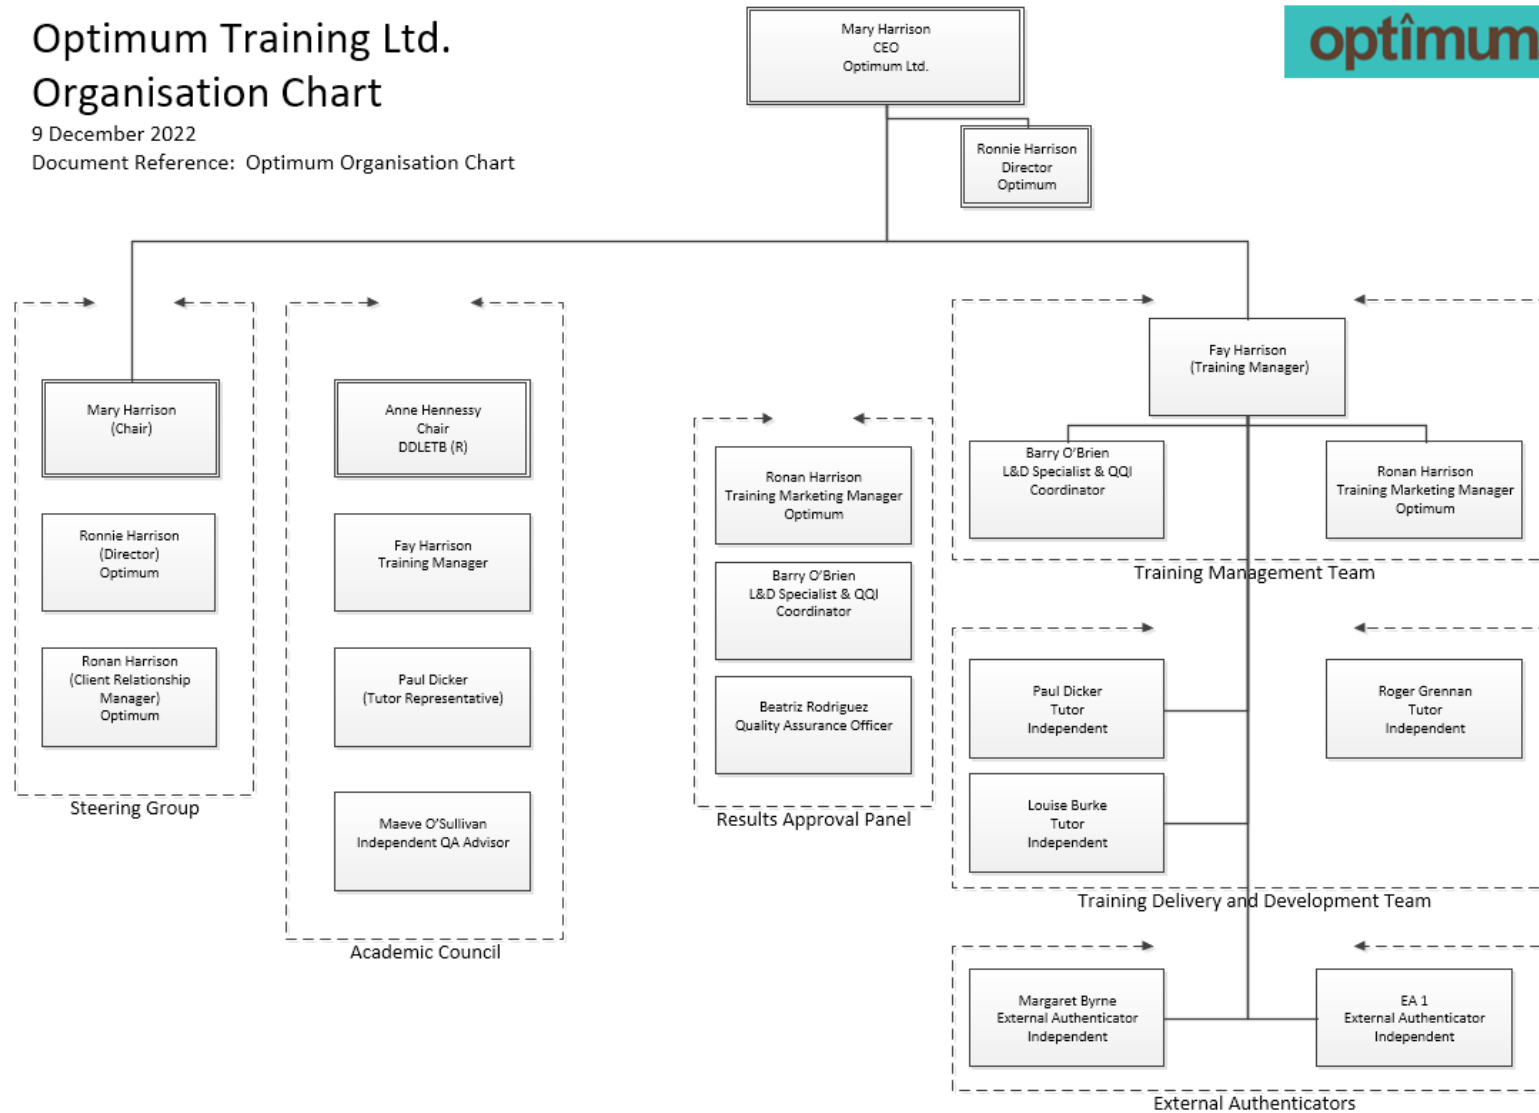 Optimum Training Ltd.
Organisation Chart
9 December 2022
Document Reference: Optimum Organisation Chart
Mary Harrison
CEO
Optimum Ltd.
optîmum
Ronnie Harrison
Director
Optimum
Mary Harrison
(Chair)
Ronnie Harrison
(Director)
Optimum
Ronan Harrison
(Client Relationship
Manager)
Optimum
Steering Group
Anne Hennessy
Chair
DDLETB (R)
Fay Harrison
Training Manager
Paul Dicker
(Tutor Representative)
Maeve O'Sullivan
Independent QA Advisor
Academic Council
Ronan Harrison
Training Marketing Manager
Optimum
Barry O'Brien
L&D Specialist & QQI
Coordinator
Beatriz Rodriguez
Quality Assurance Officer
Results Approval Panel
Fay Harrison
(Training Manager)
Barry O'Brien
L&D Specialist & QQI
Coordinator
Ronan Harrison
Training Marketing Manager
Optimum
Training Management Team
Paul Dicker
Tutor
Independent
Roger Grennan
Tutor
Independent
Louise Burke
Tutor
Independent
Training Delivery and Development Team
Margaret Byrne
External Authenticator
Independent
EA 1
External Authenticator
Independent
External Authenticators